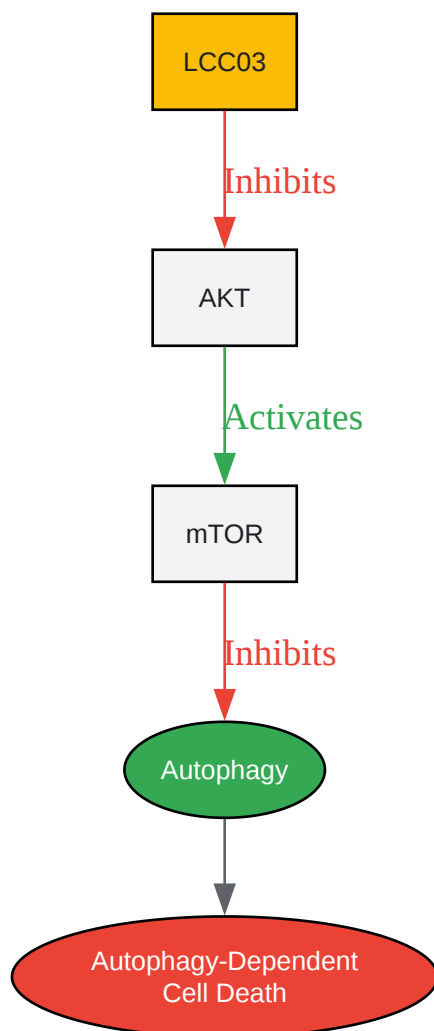 LCC03
Inhibits
AKT
Activates
mTOR
Inhibits
Autophagy
Autophagy-Dependent
Cell Death